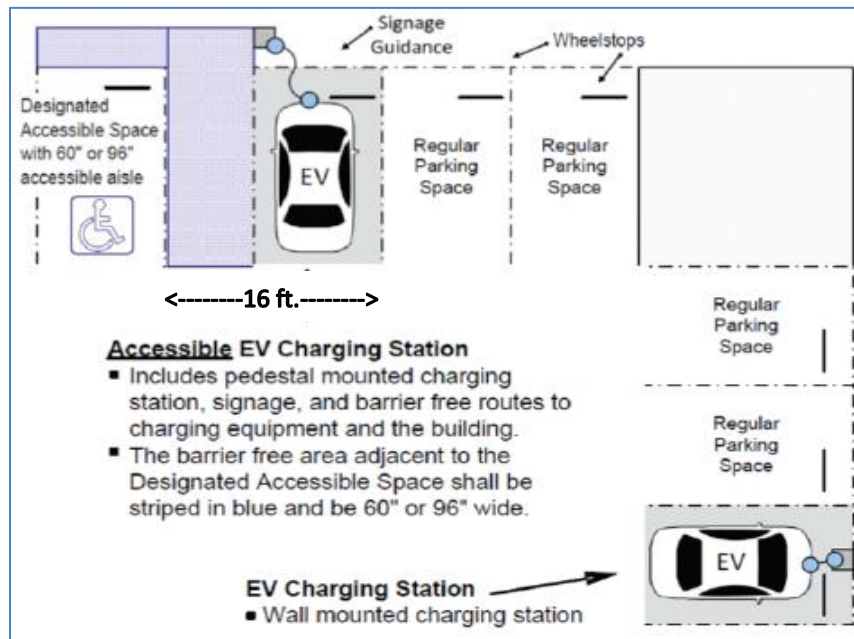 Signage
Guidance
Wheelstops
Designated
Accessible Space
with 60" or 96"
accessible aisle
EV
Regular
Parking
Space
Regular
Parking
Space
<--------16 ft.-------->
Regular
Parking
Space
Accessible EV Charging Station
▪ Includes pedestal mounted charging
station, signage, and barrier free routes to
charging equipment and the building.
▪ The barrier free area adjacent to the
Designated Accessible Space shall be
striped in blue and be 60" or 96" wide.
Regular
Parking
Space
EV
EV Charging Station
▪ Wall mounted charging station